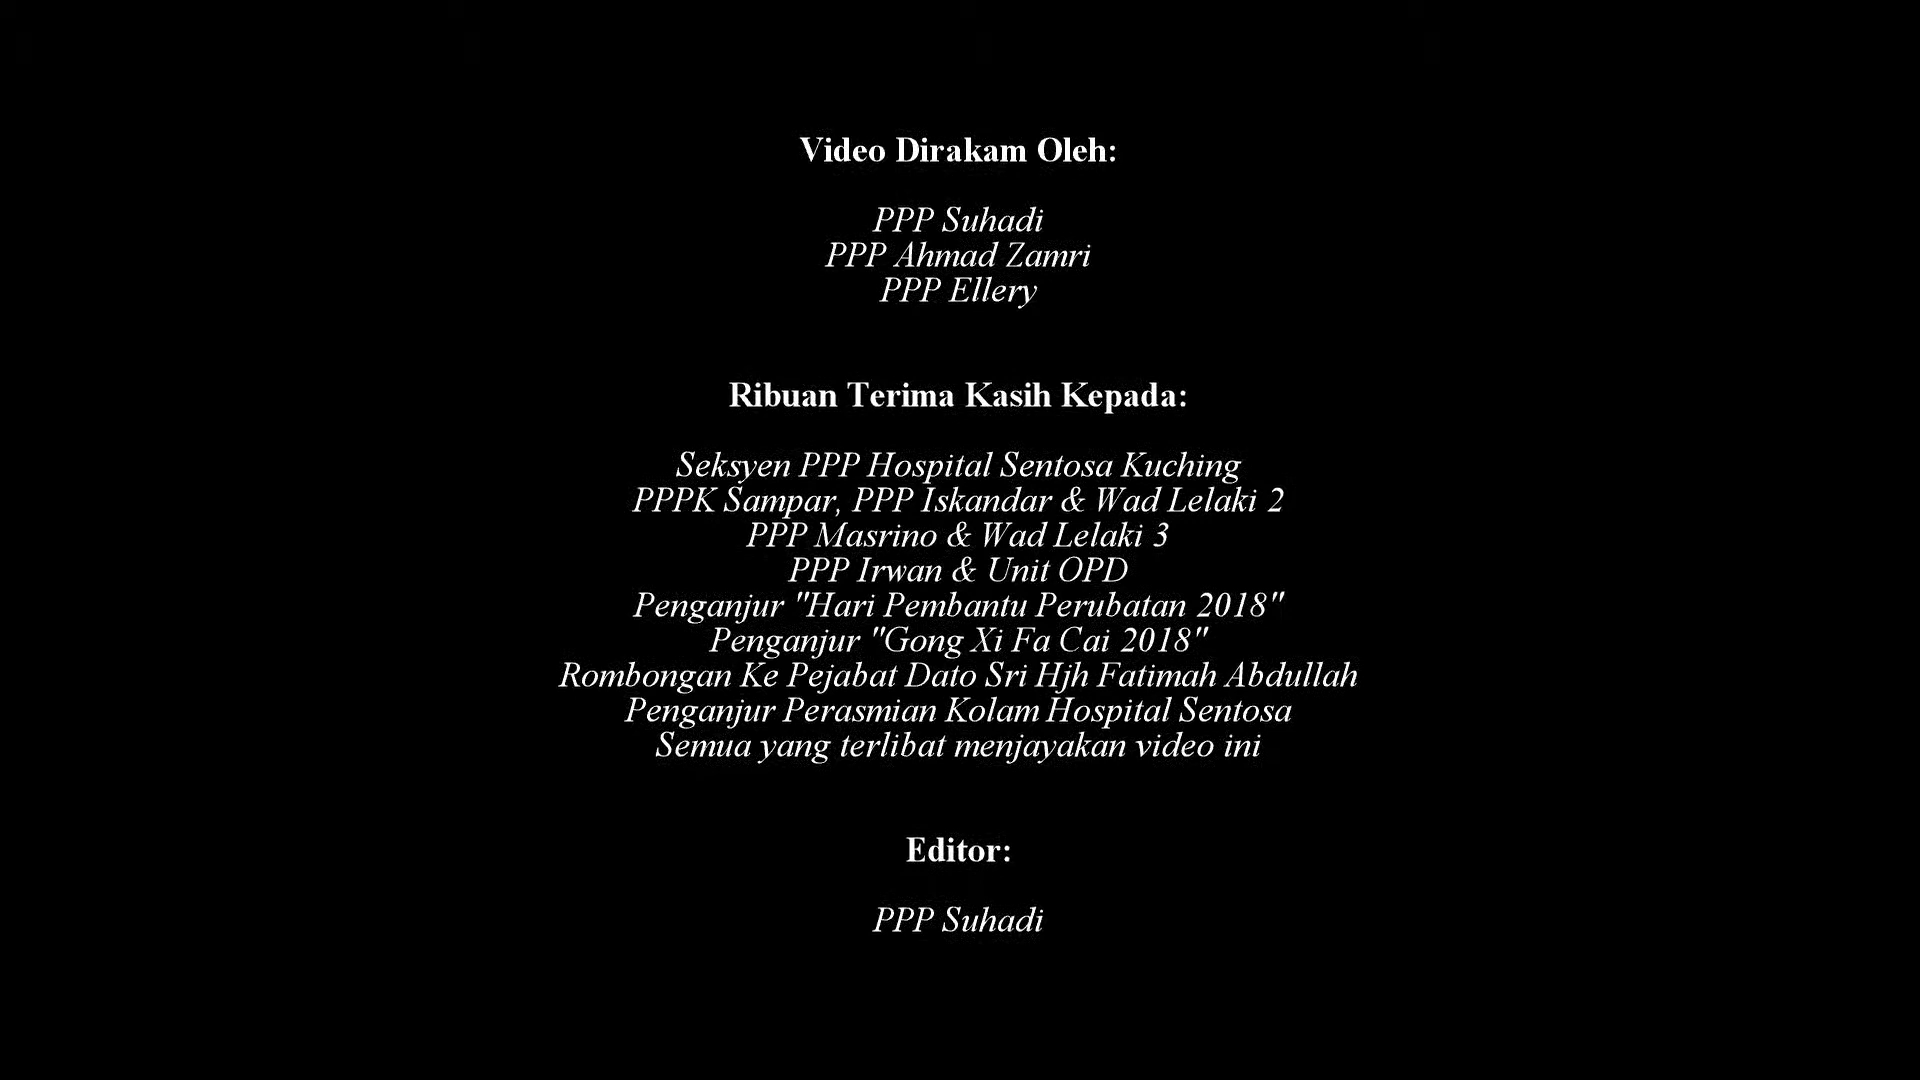 Video Dirakam Oleh:
PPP Suhadi
PPP Ahmad Zamri
PPP Ellery
Ribuan Terima Kasih Kepada:
Seksyen PPP Hospital Sentosa Kuching
PPPK Sampar, PPP Iskandar & Wad Lelaki 2
PPP Masrino & Wad Lelaki 3
PPP Irwan & Unit OPD
Penganjur "Hari Pembantu Perubatan 2018"
Penganjur "Gong Xi Fa Cai 2018"
Rombongan Ke Pejabat Dato Sri Hjh Fatimah Abdullah
Penganjur Perasmian Kolam Hospital Sentosa
Semua yang terlibat menjayakan video ini
Editor:
PPP Suhadi